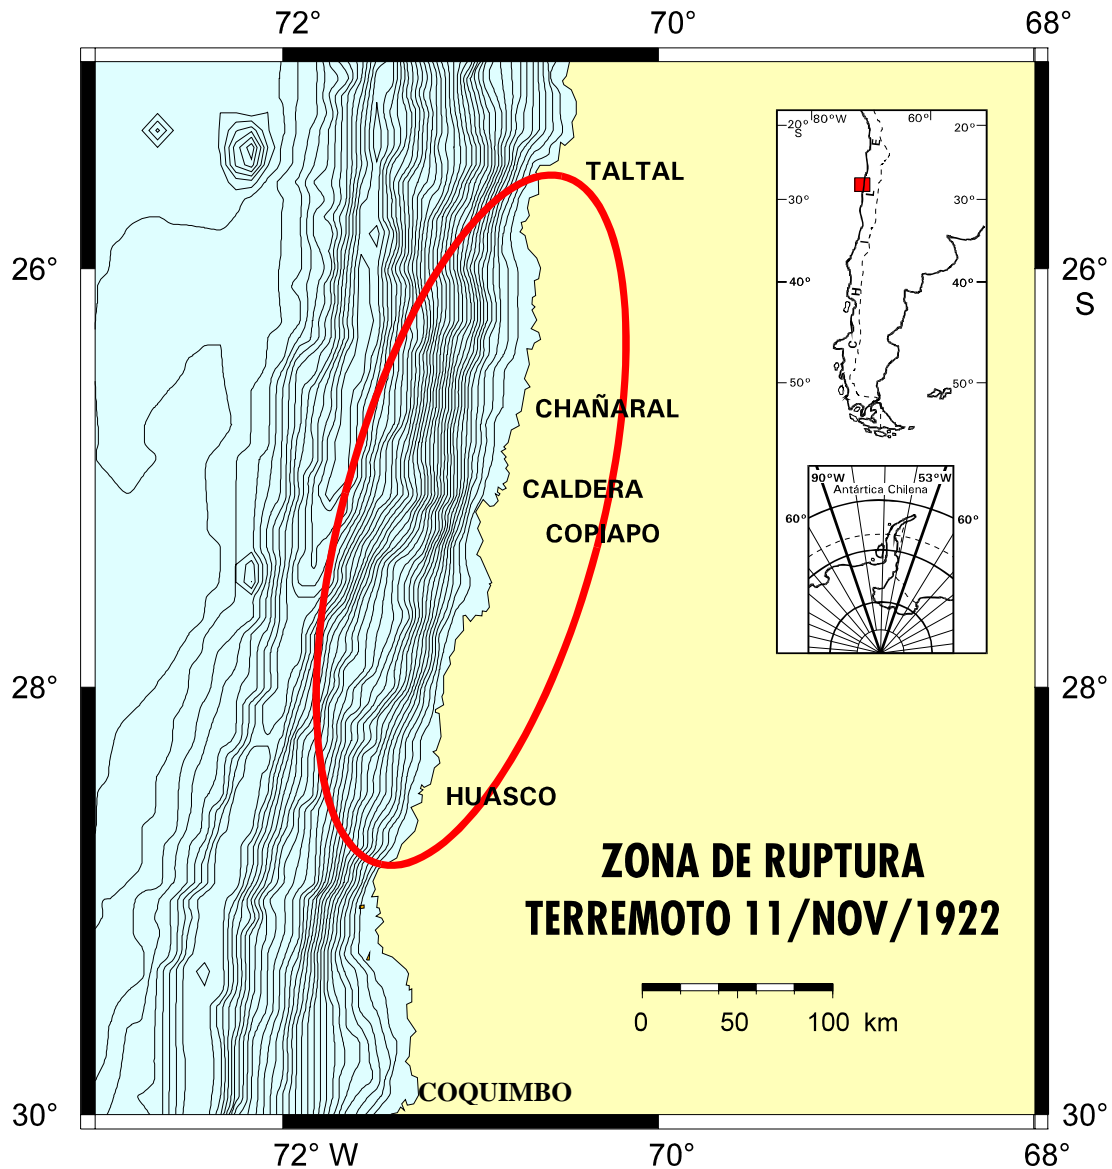 72° 70° 68°
26° 26°
S
28° 28°
30° 30°
72° W 70° 68°
TALTAL
CHAÑARAL
CALDERA
COPIAPO
HUASCO
COQUIMBO
ZONA DE RUPTURA
TERREMOTO 11/NOV/1922
0 50 100 km
20° 80°W 60° 20°
S
30° 30°
40° 40°
50° 50°
C H I L E
90°W 53°W
Antártica Chilena
60° 60°